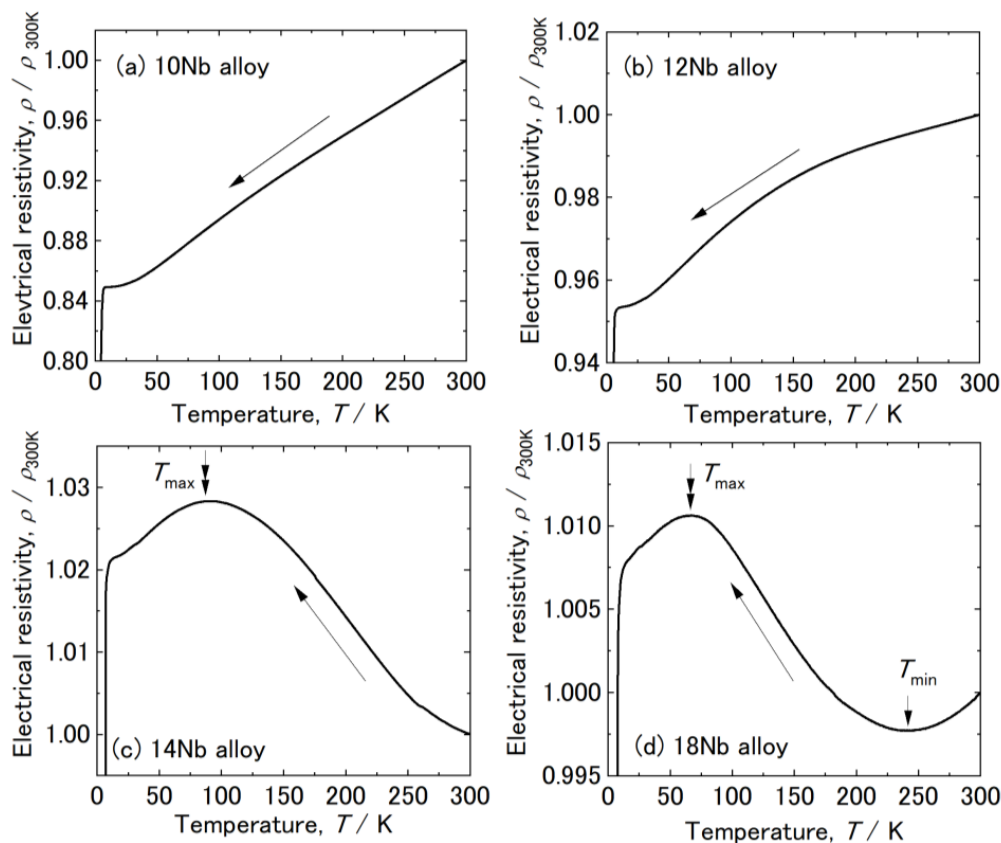 (a) 10Nb alloy
Elevtrical resistivity, ρ / ρ300K
1.00
0.96
0.92
0.88
0.84
0.80
0 50 100 150 200 250 300
Temperature, T / K
(b) 12Nb alloy
Electrical resistivity, ρ / ρ300K
1.02
1.00
0.98
0.96
0.94
0 50 100 150 200 250 300
Temperature, T / K
(c) 14Nb alloy
Tmax
Electrical resistivity, ρ / ρ300K
1.03
1.02
1.01
1.00
0 50 100 150 200 250 300
Temperature, T / K
(d) 18Nb alloy
Tmax
Tmin
Electrical resistivity, ρ / ρ300K
1.015
1.010
1.005
1.000
0.995
0 50 100 150 200 250 300
Temperature, T / K